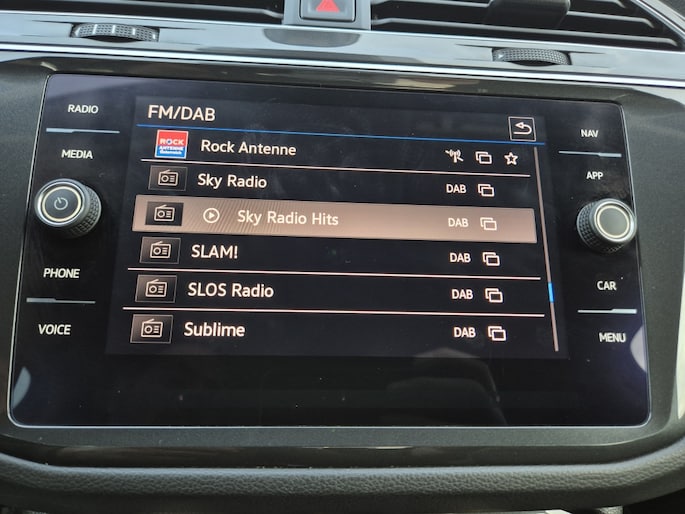 RADIO
MEDIA
PHONE
VOICE
FM/DAB
ROCK
ANTENNE
Rock Antenne
Sky Radio DAB
Sky Radio Hits DAB
SLAM! DAB
SLOS Radio DAB
Sublime DAB
NAV
APP
CAR
MENU